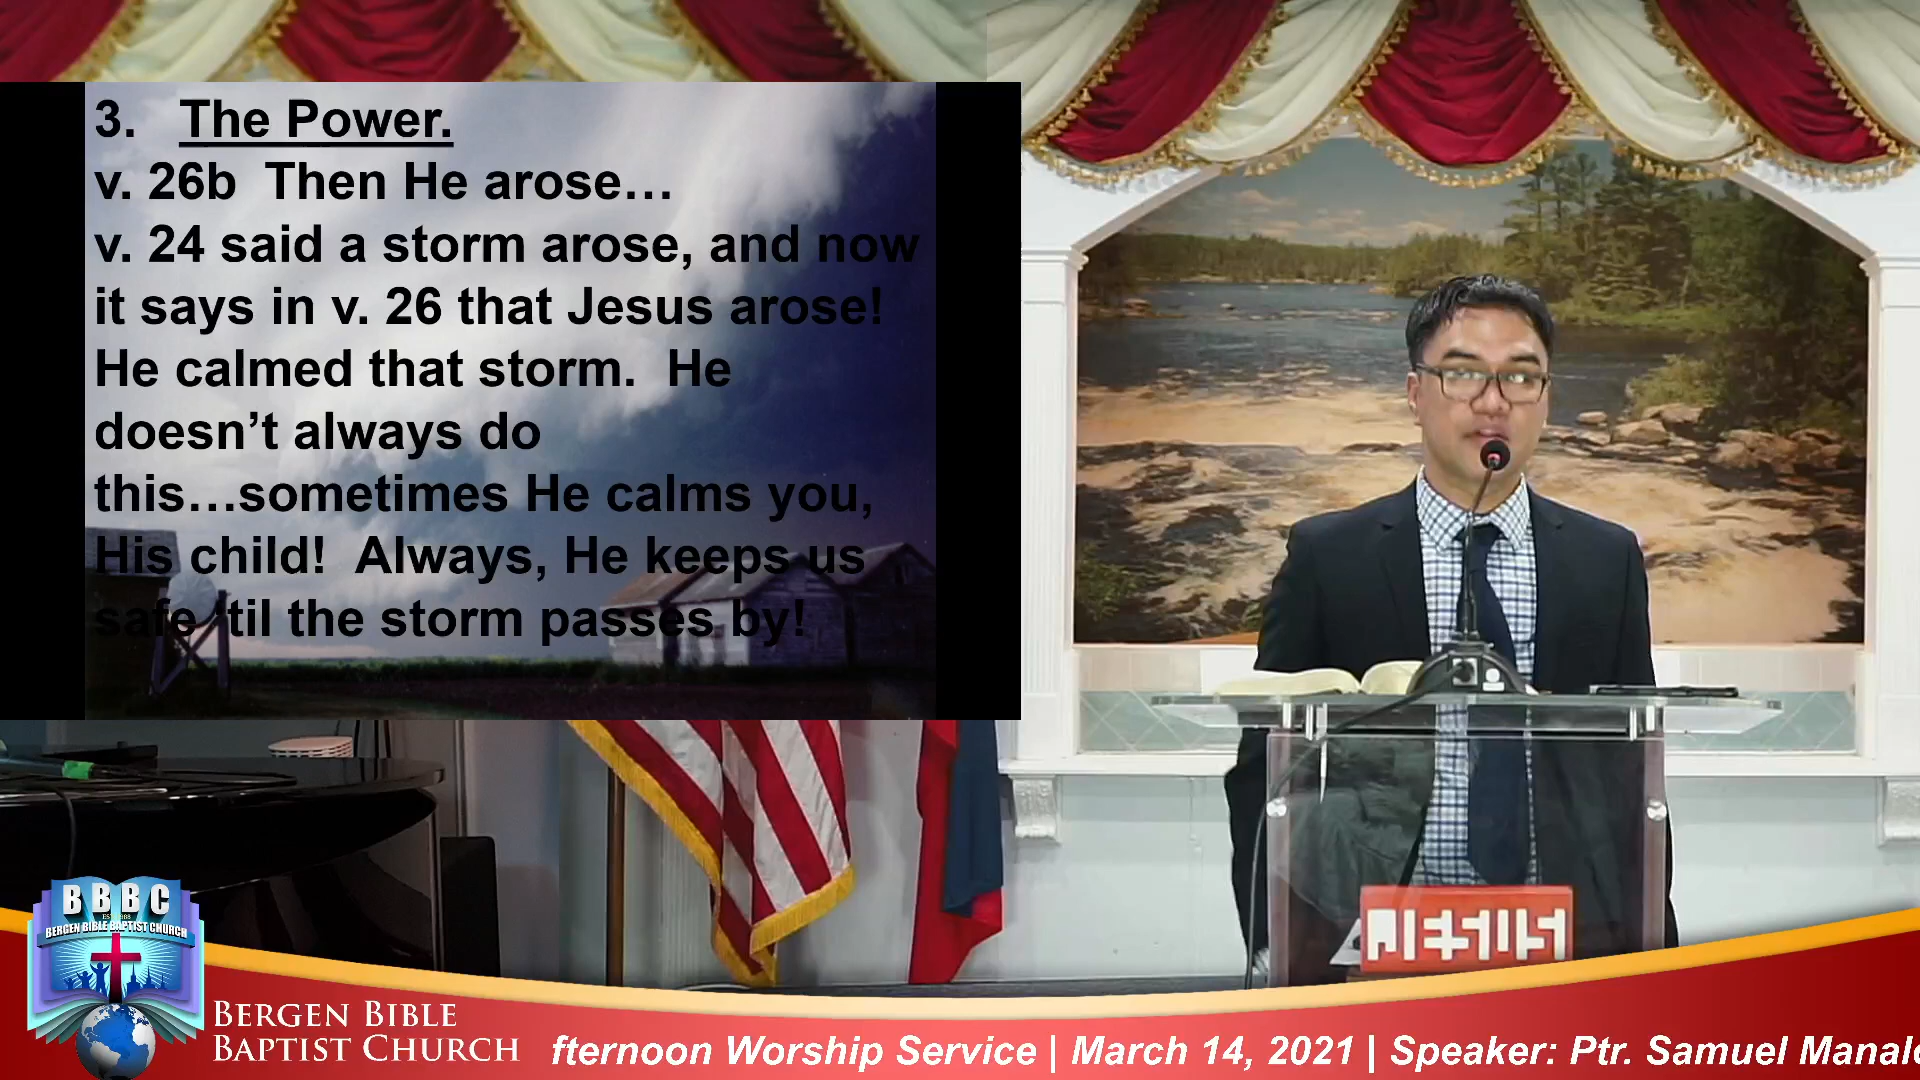 3. The Power.
v. 26b Then He arose…
v. 24 said a storm arose, and now
it says in v. 26 that Jesus arose!
He calmed that storm. He
doesn’t always do
this…sometimes He calms you,
His child! Always, He keeps us
safe ‘til the storm passes by!
JESUS
BBBC
BERGEN BIBLE BAPTIST CHURCH
BERGEN BIBLE
BAPTIST CHURCH
fternoon Worship Service | March 14, 2021 | Speaker: Ptr. Samuel Manalo